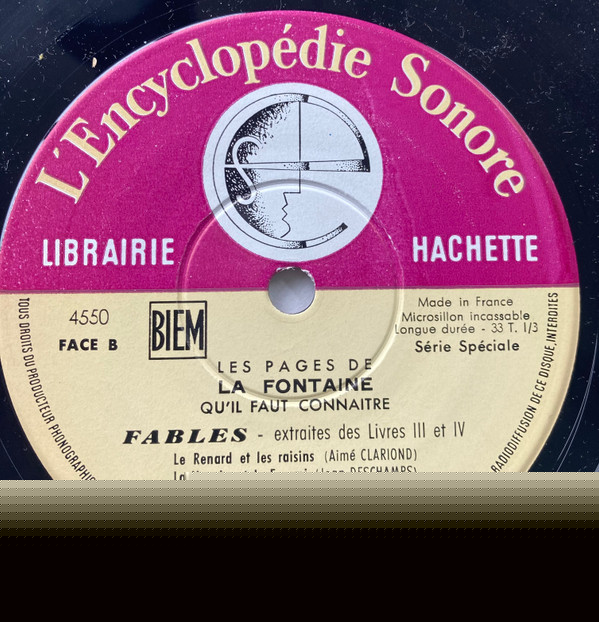 L'Encyclopédie Sonore
LIBRAIRIE HACHETTE
4550
FACE B
BIEM
Made in France
Microsillon incassable
Longue durée - 33 T. 1/3
Série Spéciale
LES PAGES DE
LA FONTAINE
QU'IL FAUT CONNAITRE
FABLES - extraites des Livres III et IV
Le Renard et les raisins (Aimé CLARIOND)
DESCHAMPS)
TOUS DROITS DU PRODUCTEUR
RADIODIFFUSION DE CE DISQUE INTERDITES